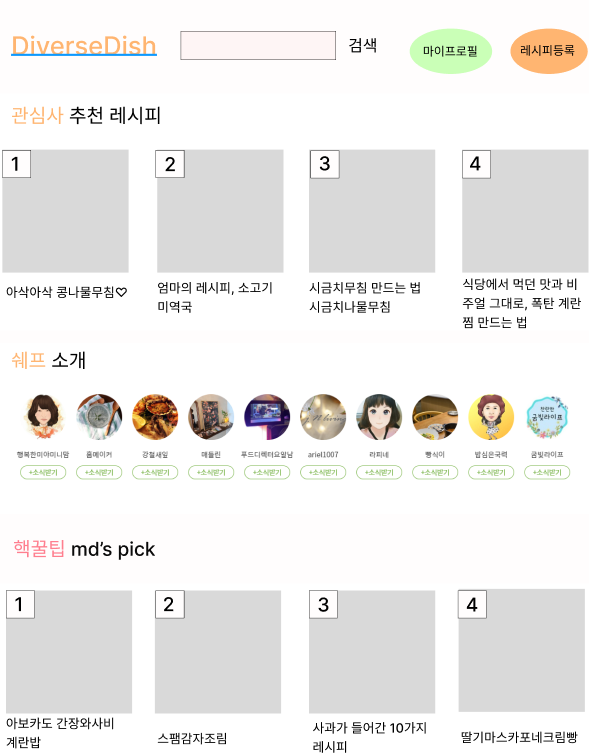 DiverseDish
검색
마이프로필
레시피등록
관심사 추천 레시피
1
2
3
4
아삭아삭 콩나물무침♡
엄마의 레시피, 소고기
미역국
시금치무침 만드는 법
시금치나물무침
식당에서 먹던 맛과 비
주얼 그대로, 폭탄 계란
찜 만드는 법
쉐프 소개
행복한미야미니맘
홈메이커
강철새잎
매들린
푸드디렉터요알남
ariel1007
라피네
빵식이
밥심은국력
금빛라이프
+소식받기
+소식받기
+소식받기
+소식받기
+소식받기
+소식받기
+소식받기
+소식받기
+소식받기
+소식받기
핵꿀팁 md’s pick
1
2
3
4
아보카도 간장와사비
계란밥
스팸감자조림
사과가 들어간 10가지
레시피
딸기마스카포네크림빵